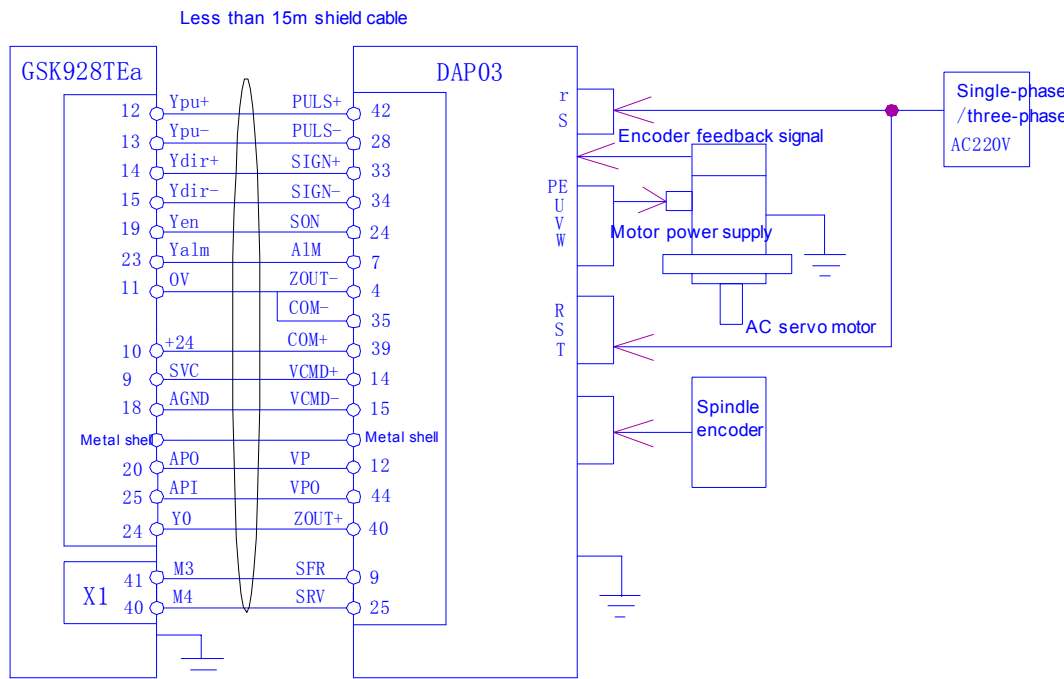 Less than 15m shield cable
GSK928TEa
DAP03
12 Ypu+ PULS+ 42
13 Ypu- PULS- 28
14 Ydir+ SIGN+ 33
15 Ydir- SIGN- 34
19 Yen SON 24
23 Yalm AlM 7
11 0V ZOUT- 4
COM- 35
10 +24 COM+ 39
9 SVC VCMD+ 14
18 AGND VCMD- 15
Metal shell Metal shell
20 AP0 VP 12
25 API VPO 44
24 Y0 ZOUT+ 40
X1
41 M3 SFR 9
40 M4 SRV 25
r
S
Encoder feedback signal
PE
U
V
W
Motor power supply
R
S
T
AC servo motor
Spindle
encoder
Single-phase
/three-phase
AC220V